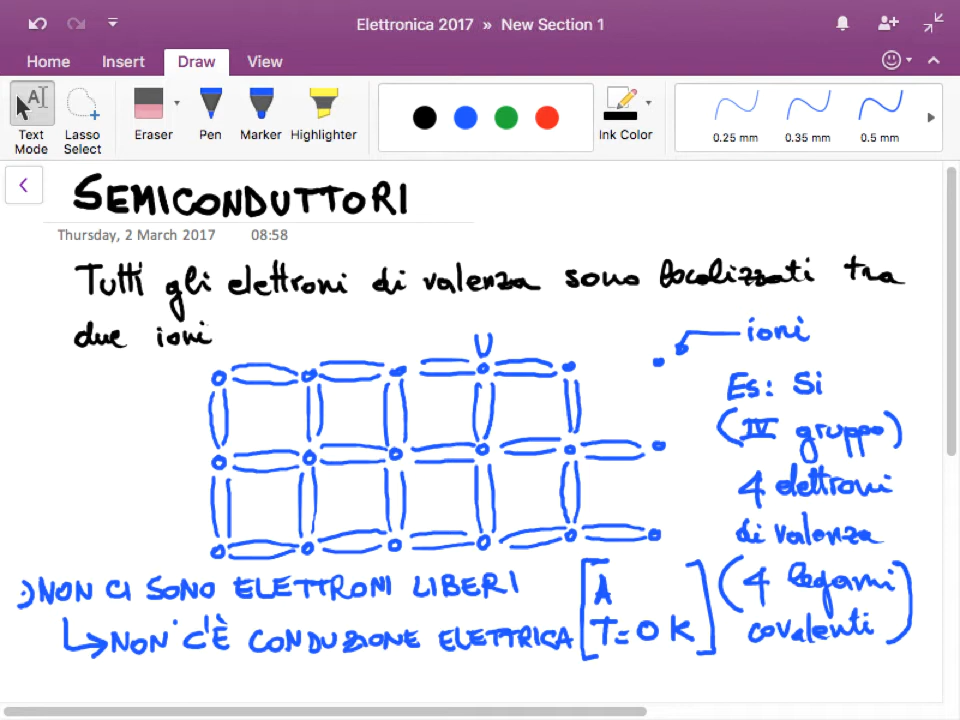 Elettronica 2017 » New Section 1
Home Insert Draw View
Text Mode
Lasso Select
Eraser
Pen
Marker
Highlighter
Ink Color
0.25 mm
0.35 mm
0.5 mm
SEMICONDUTTORI
Thursday, 2 March 2017 08:58
Tutti gli elettroni di valenza sono localizzati tra
due ioni
ioni
Es: Si
(IV gruppo)
4 elettroni
di valenza
(4 legami
covalenti)
:) NON CI SONO ELETTRONI LIBERI
↳ NON C'È CONDUZIONE ELETTRICA
[A
T=0 K]